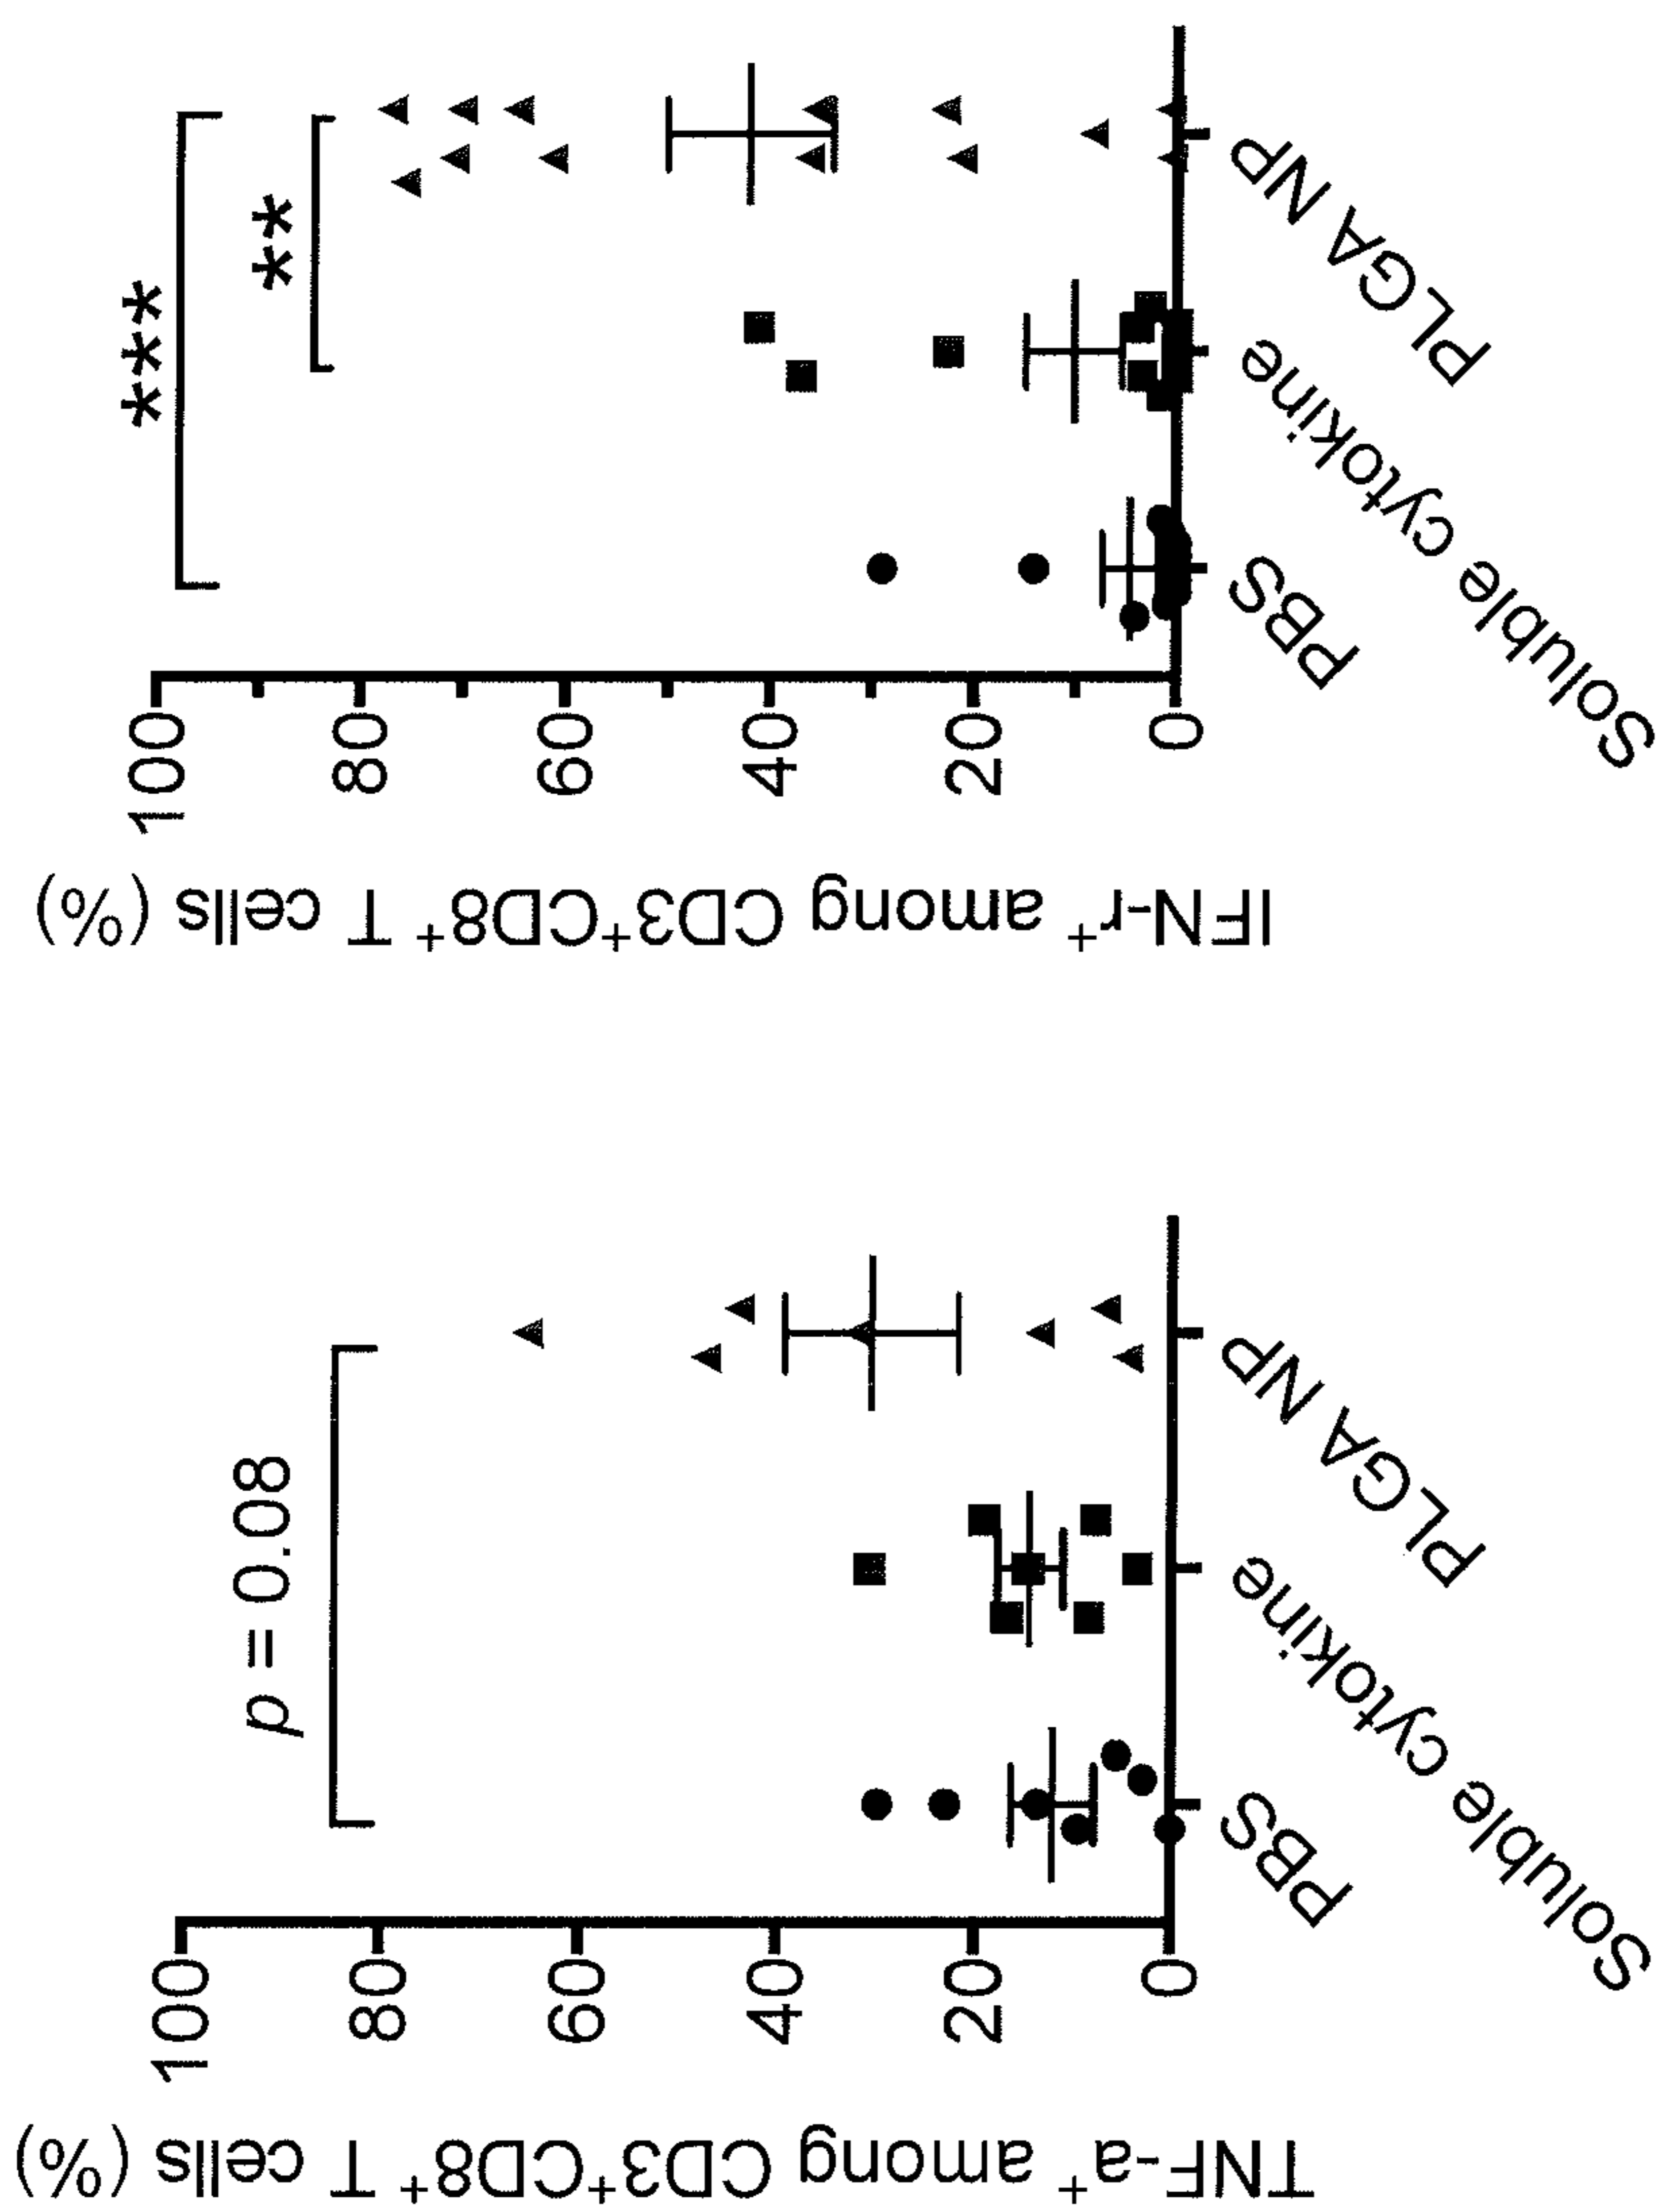 TNF-a⁺ among CD3⁺CD8⁺ T cells (%)
100
80
60
40
20
0
p = 0.08
PBS
Soluble cytokine
PLGA NP
IFN-r⁺ among CD3⁺CD8⁺ T cells (%)
100
80
60
40
20
0
***
**
PBS
Soluble cytokine
PLGA NP